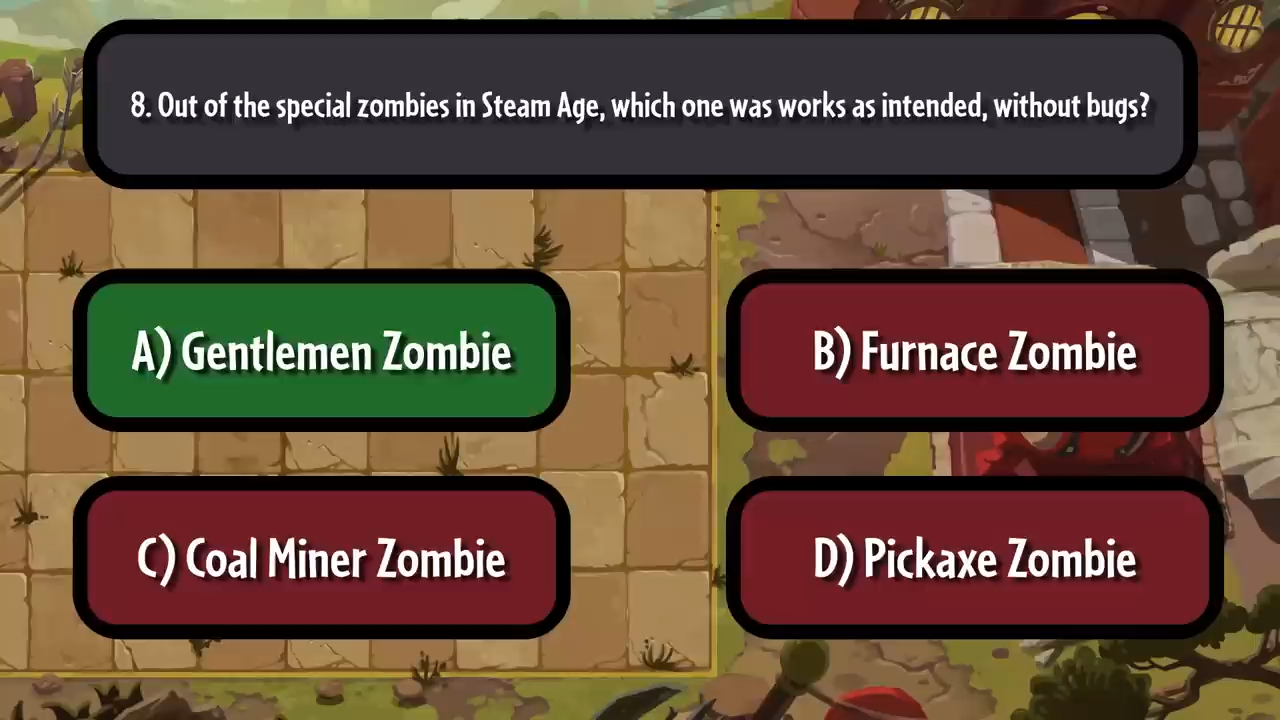 8. Out of the special zombies in Steam Age, which one was works as intended, without bugs?
A) Gentlemen Zombie
B) Furnace Zombie
C) Coal Miner Zombie
D) Pickaxe Zombie